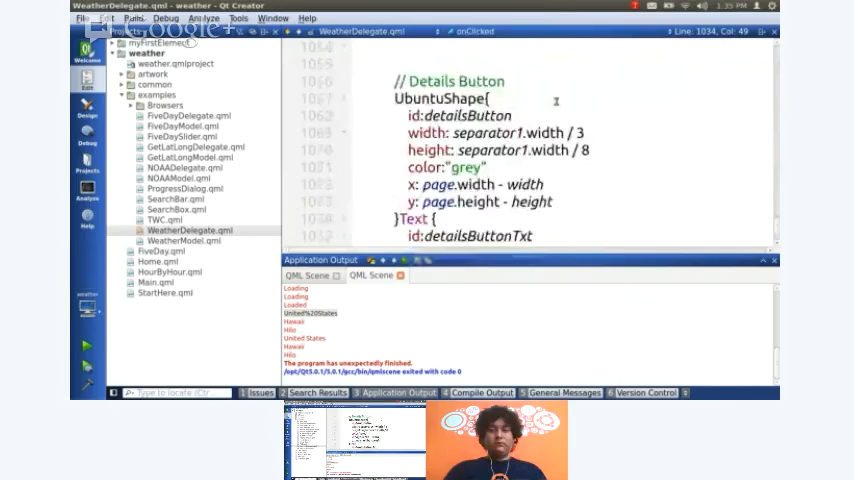 WeatherDelegate.qml - weather - Qt Creator
1:35 PM
File Edit Build Debug Analyze Tools Window Help
Google+
Projects
WeatherDelegate.qml
onClicked
Line: 1034, Col: 49
Welcome
Edit
Design
Debug
Projects
Analyze
Help
weather
myFirstElement
weather
weather.qmlproject
artwork
common
examples
Browsers
FiveDayDelegate.qml
FiveDayModel.qml
FiveDaySlider.qml
GetLatLongDelegate.qml
GetLatLongModel.qml
NOAADelegate.qml
NOAAModel.qml
ProgressDialog.qml
SearchBar.qml
SearchBox.qml
TWC.qml
WeatherDelegate.qml
WeatherModel.qml
FiveDay.qml
Home.qml
HourByHour.qml
Main.qml
StartHere.qml
// Details Button
UbuntuShape{
id:detailsButton
width: separator1.width / 3
height: separator1.width / 8
color:"grey"
x: page.width - width
y: page.height - height
}Text {
id:detailsButtonTxt
Application Output
QML Scene
QML Scene
Loading
Loading
Loaded
United%20States
Hawaii
Hilo
United States
Hawaii
Hilo
The program has unexpectedly finished.
/opt/Qt5.0.1/5.0.1/gcc/bin/qmlscene exited with code 0
Type to locate (Ctrl...
1 Issues
2 Search Results
3 Application Output
4 Compile Output
5 General Messages
6 Version Control